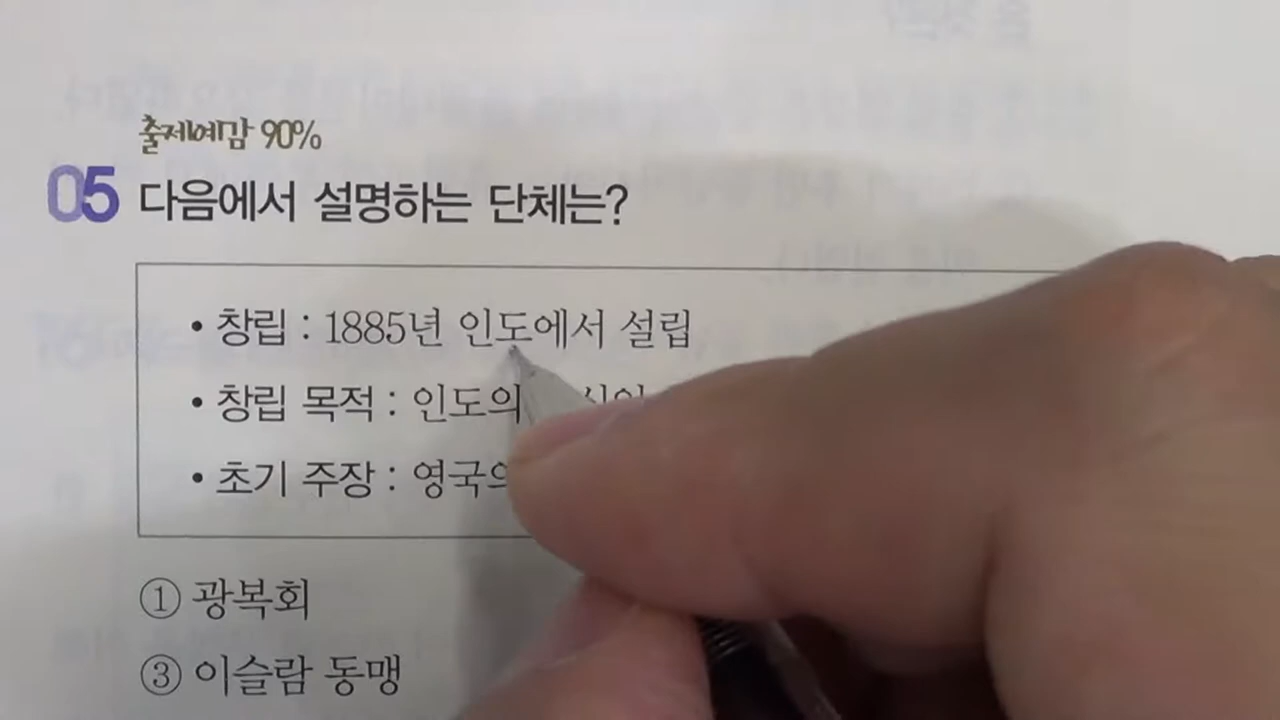 출제예감 90%
05 다음에서 설명하는 단체는?
• 창립 : 1885년 인도에서 설립
• 창립 목적 : 인도의
• 초기 주장 : 영국의
① 광복회
③ 이슬람 동맹